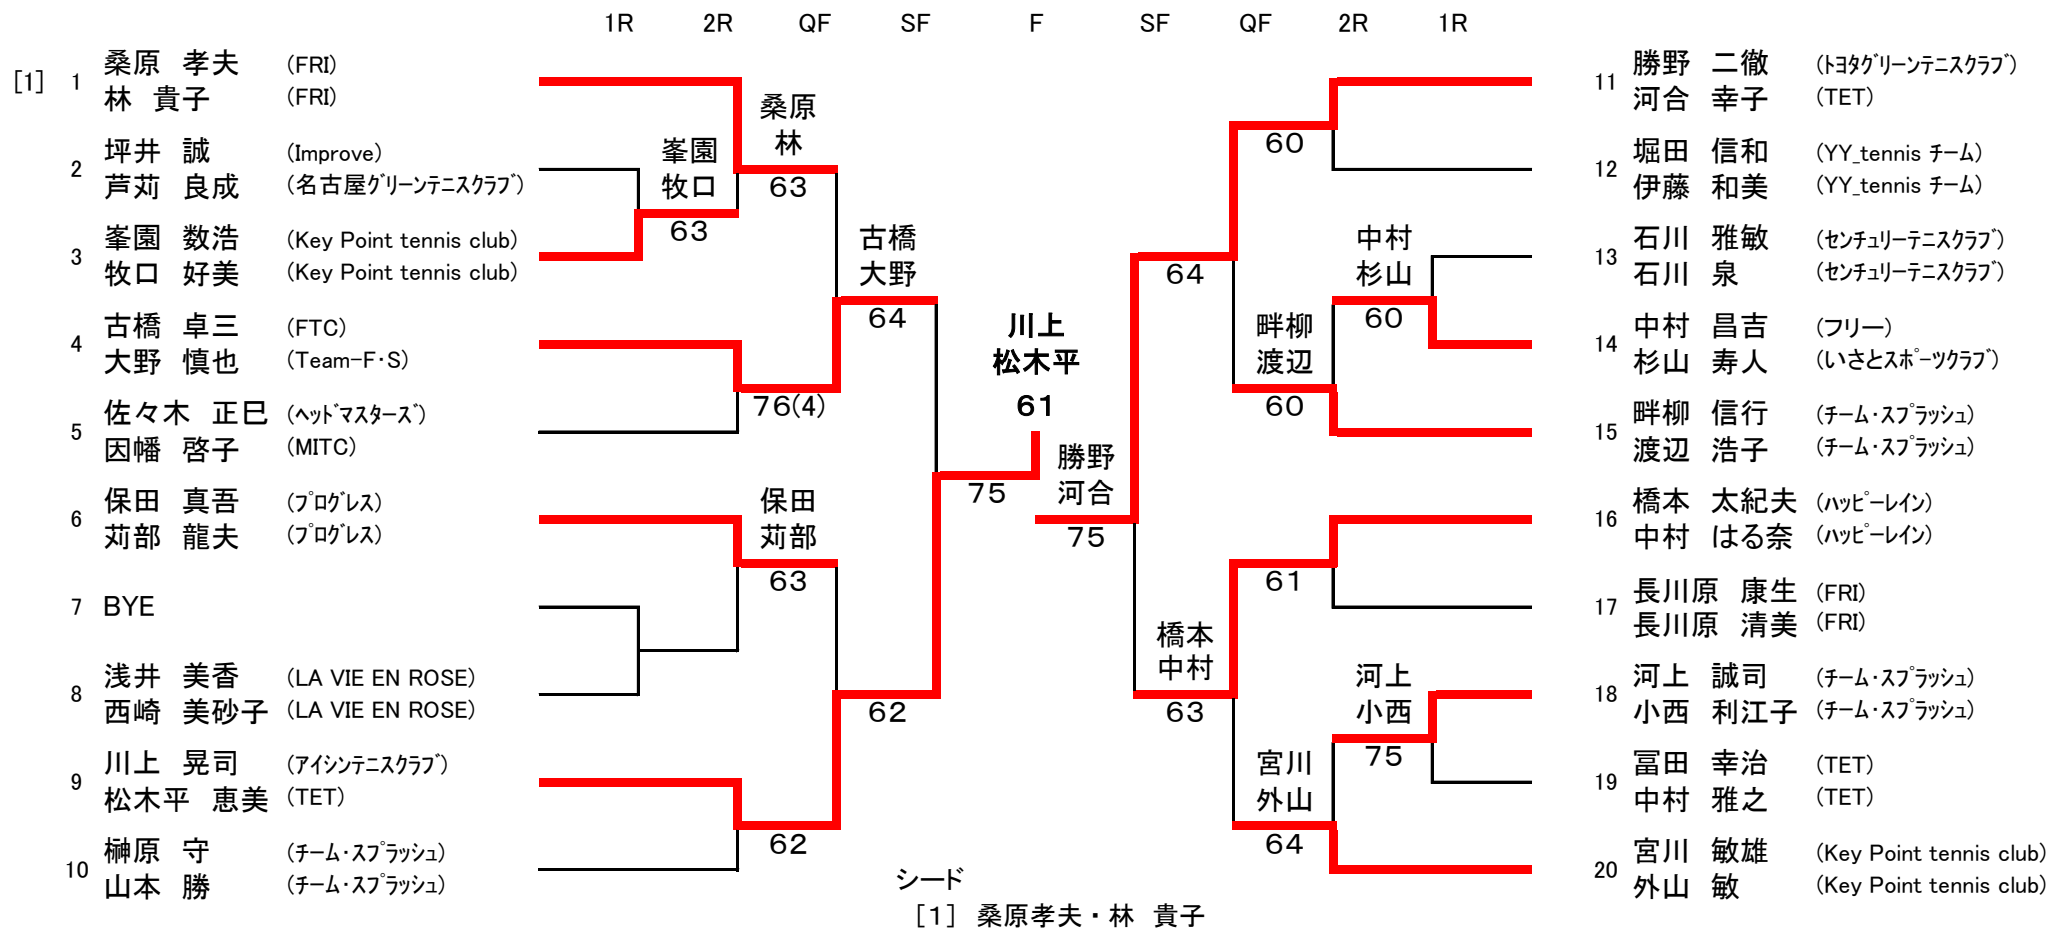 1R 2R QF SF F SF QF 2R 1R
[1] 1 桑原 孝夫 (FRI)
林 貴子 (FRI)
2 坪井 誠 (Improve)
芦苅 良成 (名古屋グリーンテニスクラブ)
3 峯園 数浩 (Key Point tennis club)
牧口 好美 (Key Point tennis club)
4 古橋 卓三 (FTC)
大野 慎也 (Team-F・S)
5 佐々木 正巳 (ヘッドマスターズ)
因幡 啓子 (MITC)
6 保田 真吾 (プログレス)
苅部 龍夫 (プログレス)
7 BYE
8 浅井 美香 (LA VIE EN ROSE)
西崎 美砂子 (LA VIE EN ROSE)
9 川上 晃司 (アイシンテニスクラブ)
松木平 恵美 (TET)
10 榊原 守 (チーム・スプラッシュ)
山本 勝 (チーム・スプラッシュ)
峯園
牧口
63
桑原
林
63
76(4)
保田
苅部
63
62
古橋
大野
64
62
75
川上
松木平
61
勝野
河合
75
64
橋本
中村
63
60
畔柳
渡辺
60
61
宮川
外山
64
中村
杉山
60
河上
小西
75
11 勝野 二徹 (トヨタグリーンテニスクラブ)
河合 幸子 (TET)
12 堀田 信和 (YY_tennis チーム)
伊藤 和美 (YY_tennis チーム)
13 石川 雅敏 (センチュリーテニスクラブ)
石川 泉 (センチュリーテニスクラブ)
14 中村 昌吉 (フリー)
杉山 寿人 (いさとスポーツクラブ)
15 畔柳 信行 (チーム・スプラッシュ)
渡辺 浩子 (チーム・スプラッシュ)
16 橋本 太紀夫 (ハッピーレイン)
中村 はる奈 (ハッピーレイン)
17 長川原 康生 (FRI)
長川原 清美 (FRI)
18 河上 誠司 (チーム・スプラッシュ)
小西 利江子 (チーム・スプラッシュ)
19 冨田 幸治 (TET)
中村 雅之 (TET)
20 宮川 敏雄 (Key Point tennis club)
外山 敏 (Key Point tennis club)
シード
[1] 桑原孝夫・林 貴子